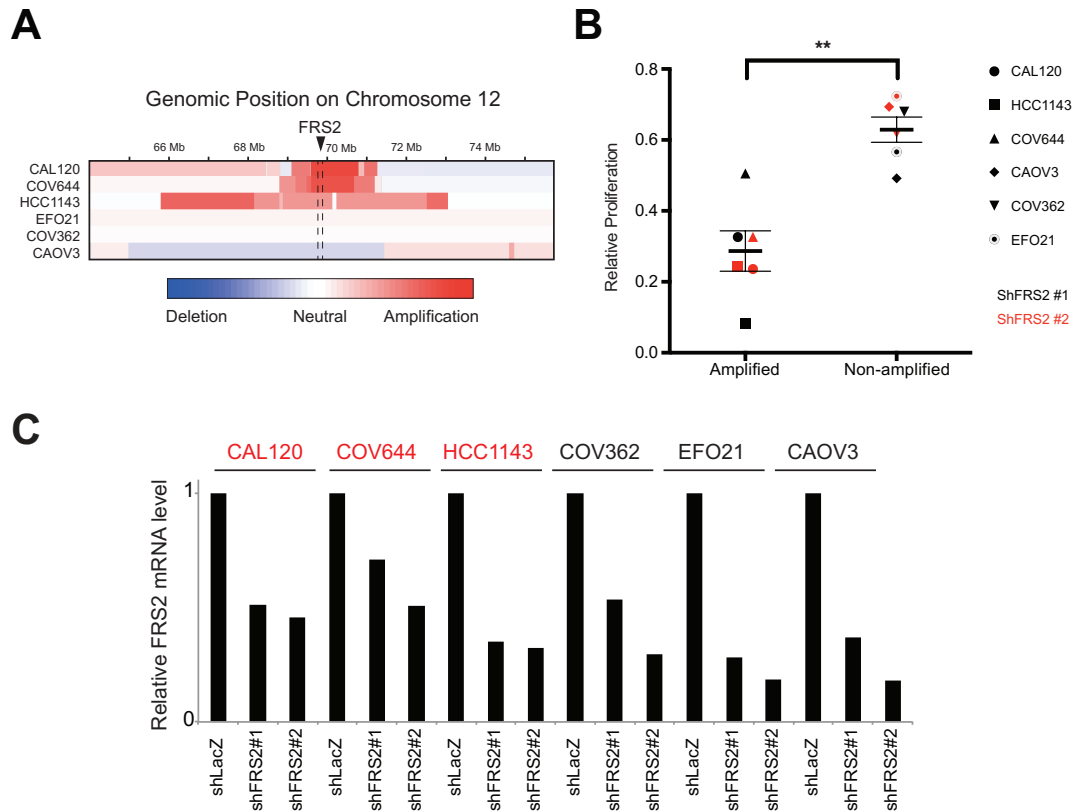 A
Genomic Position on Chromosome 12
FRS2
66 Mb 68 Mb 70 Mb 72 Mb 74 Mb
CAL120
COV644
HCC1143
EFO21
COV362
CAOV3
Deletion Neutral Amplification
B
**
Relative Proliferation
0.8
0.6
0.4
0.2
0.0
Amplified Non-amplified
CAL120
HCC1143
COV644
CAOV3
COV362
EFO21
ShFRS2 #1
ShFRS2 #2
C
CAL120 COV644 HCC1143 COV362 EFO21 CAOV3
Relative FRS2 mRNA level
1
0
shLacZ
shFRS2#1
shFRS2#2
shLacZ
shFRS2#1
shFRS2#2
shLacZ
shFRS2#1
shFRS2#2
shLacZ
shFRS2#1
shFRS2#2
shLacZ
shFRS2#1
shFRS2#2
shLacZ
shFRS2#1
shFRS2#2